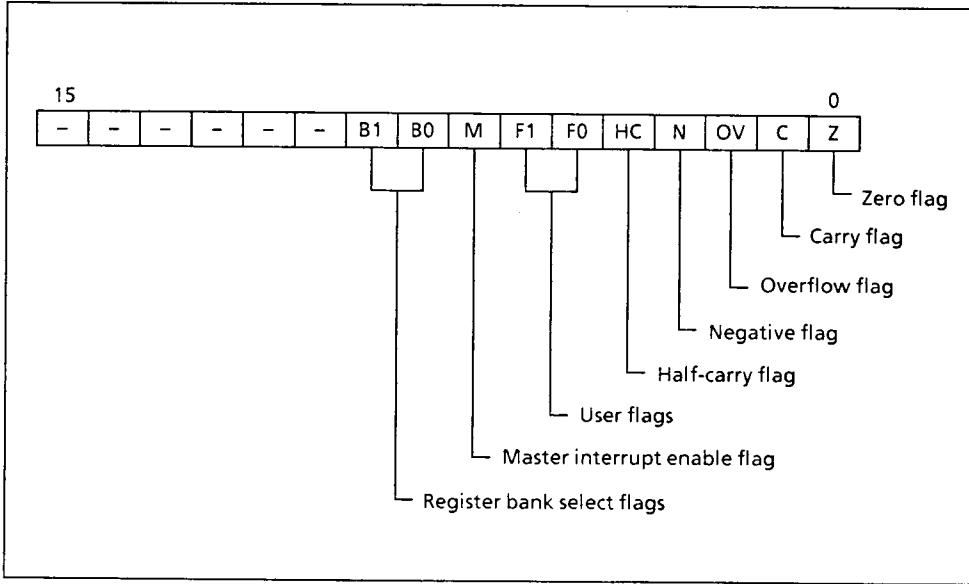 15 0
– – – – – – B1 B0 M F1 F0 HC N OV C Z
Zero flag
Carry flag
Overflow flag
Negative flag
Half-carry flag
User flags
Master interrupt enable flag
Register bank select flags